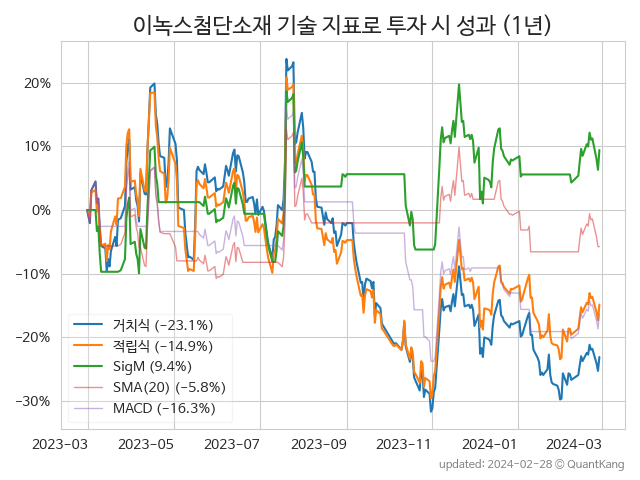 이녹스첨단소재 기술 지표로 투자 시 성과 (1년)
20%
10%
0%
−10%
−20%
−30%
거치식 (−23.1%)
적립식 (−14.9%)
SigM (9.4%)
SMA(20) (−5.8%)
MACD (−16.3%)
2023-03 2023-05 2023-07 2023-09 2023-11 2024-01 2024-03
updated: 2024-02-28 © QuantKang